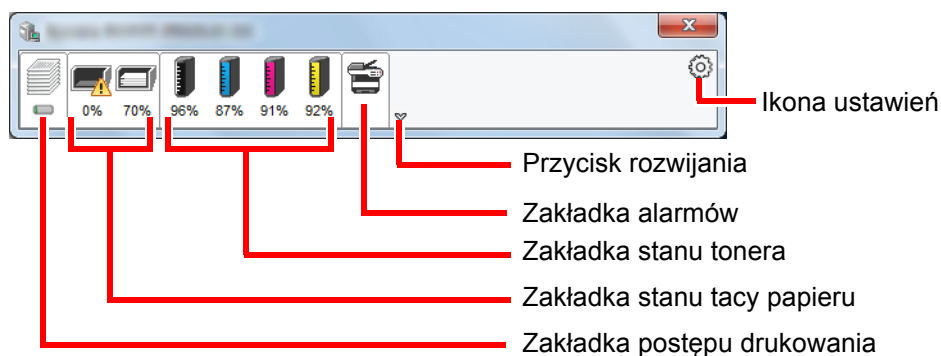 0% 70% 96% 87% 91% 92%
Ikona ustawień
Przycisk rozwijania
Zakładka alarmów
Zakładka stanu tonera
Zakładka stanu tacy papieru
Zakładka postępu drukowania